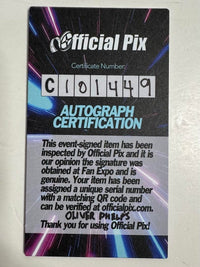 Official Pix
Certificate Number:
C101449
AUTOGRAPH
CERTIFICATION
This event-signed item has been
inspected by Official Pix and it is
our opinion the signature was
obtained at Fan Expo and is
genuine. Your item has been
assigned a unique serial number
with a matching QR code and
can be verified at officialpix.com.
OLIVER PHELPS
Thank you for using Official Pix!